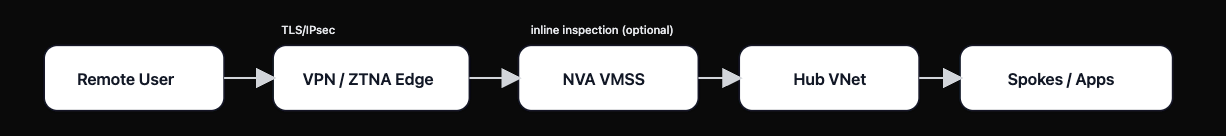 TLS/IPsec
inline inspection (optional)
Remote User
VPN / ZTNA Edge
NVA VMSS
Hub VNet
Spokes / Apps